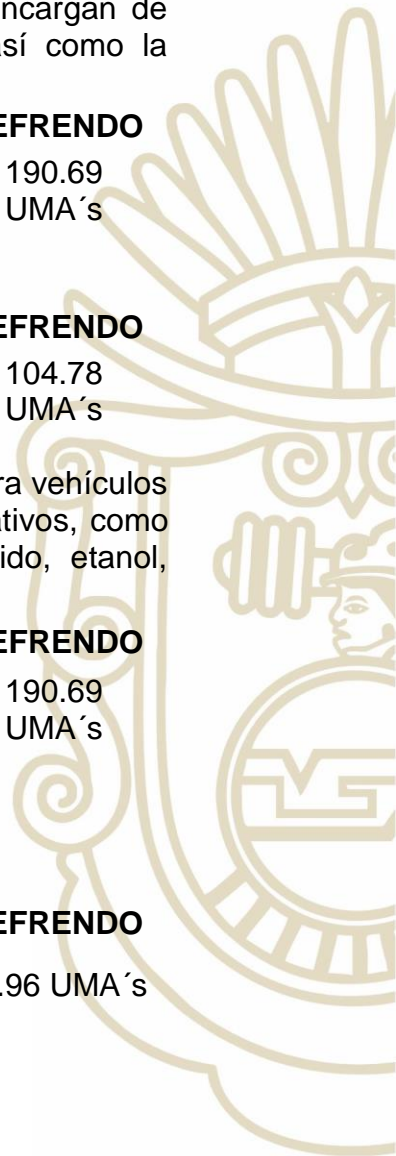 ncargan de
así como la
EFRENDO
190.69
UMA´s
EFRENDO
104.78
UMA´s
ra vehículos
ativos, como
ido, etanol,
EFRENDO
190.69
UMA´s
EFRENDO
.96 UMA´s